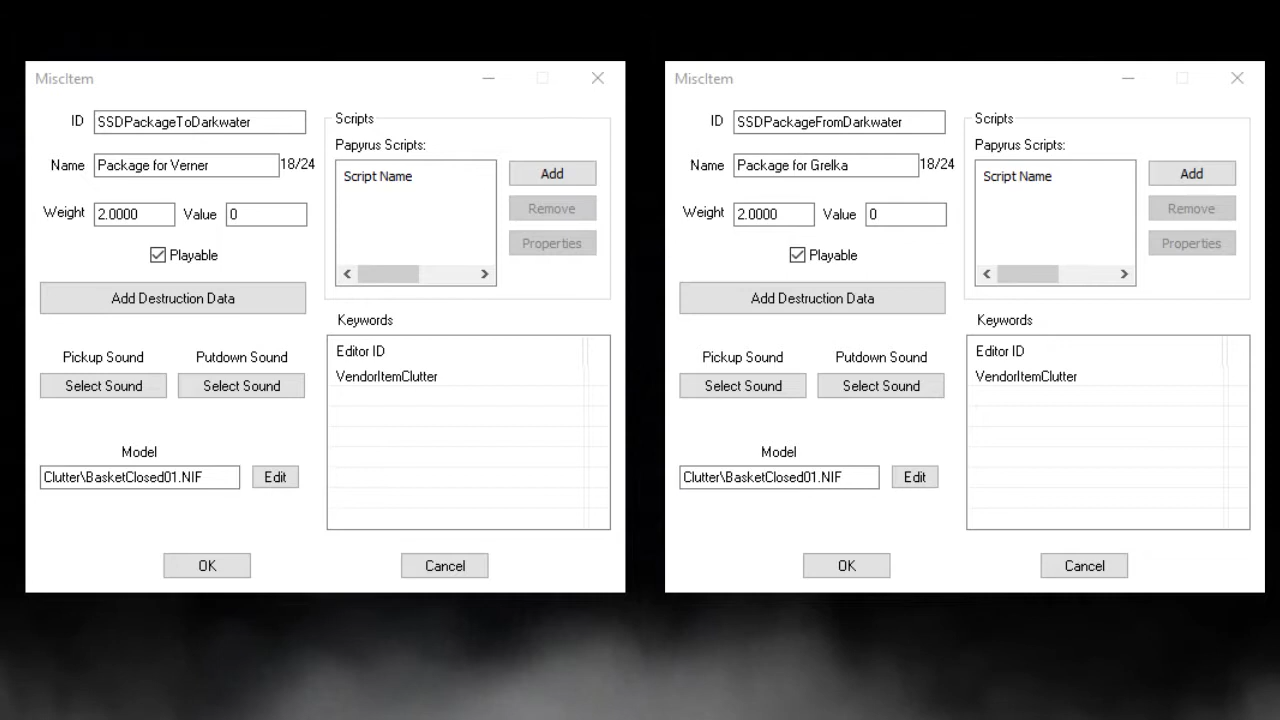 MiscItem
ID SSDPackageToDarkwater
Name Package for Verner 18/24
Weight 2.0000 Value 0
Playable
Add Destruction Data
Pickup Sound Putdown Sound
Select Sound Select Sound
Model
Clutter\BasketClosed01.NIF Edit
Scripts
Papyrus Scripts:
Script Name
Add
Remove
Properties
Keywords
Editor ID
VendorItemClutter
OK Cancel
MiscItem
ID SSDPackageFromDarkwater
Name Package for Grelka 18/24
Weight 2.0000 Value 0
Playable
Add Destruction Data
Pickup Sound Putdown Sound
Select Sound Select Sound
Model
Clutter\BasketClosed01.NIF Edit
Scripts
Papyrus Scripts:
Script Name
Add
Remove
Properties
Keywords
Editor ID
VendorItemClutter
OK Cancel